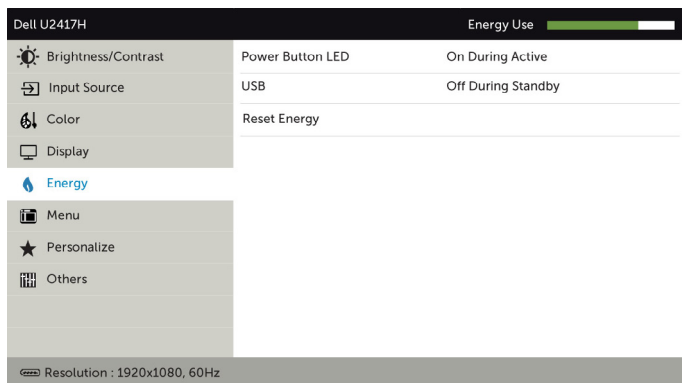 Dell U2417H Energy Use
Brightness/Contrast Power Button LED On During Active
Input Source USB Off During Standby
Color Reset Energy
Display
Energy
Menu
Personalize
Others
Resolution : 1920x1080, 60Hz